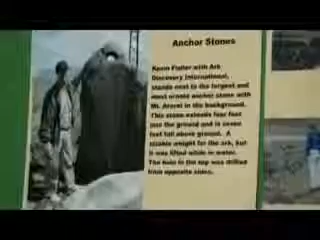 Anchor Stones
Kevin Fisher with Ark
Discovery International,
stands next to the largest and
most ornate anchor stone with
Mt. Ararat in the background.
This stone extends four feet
into the ground and is seven
feet tall above ground. A
sizable weight for the ark, but
it was lifted while in water.
The hole in the top was drilled
from opposite sides.